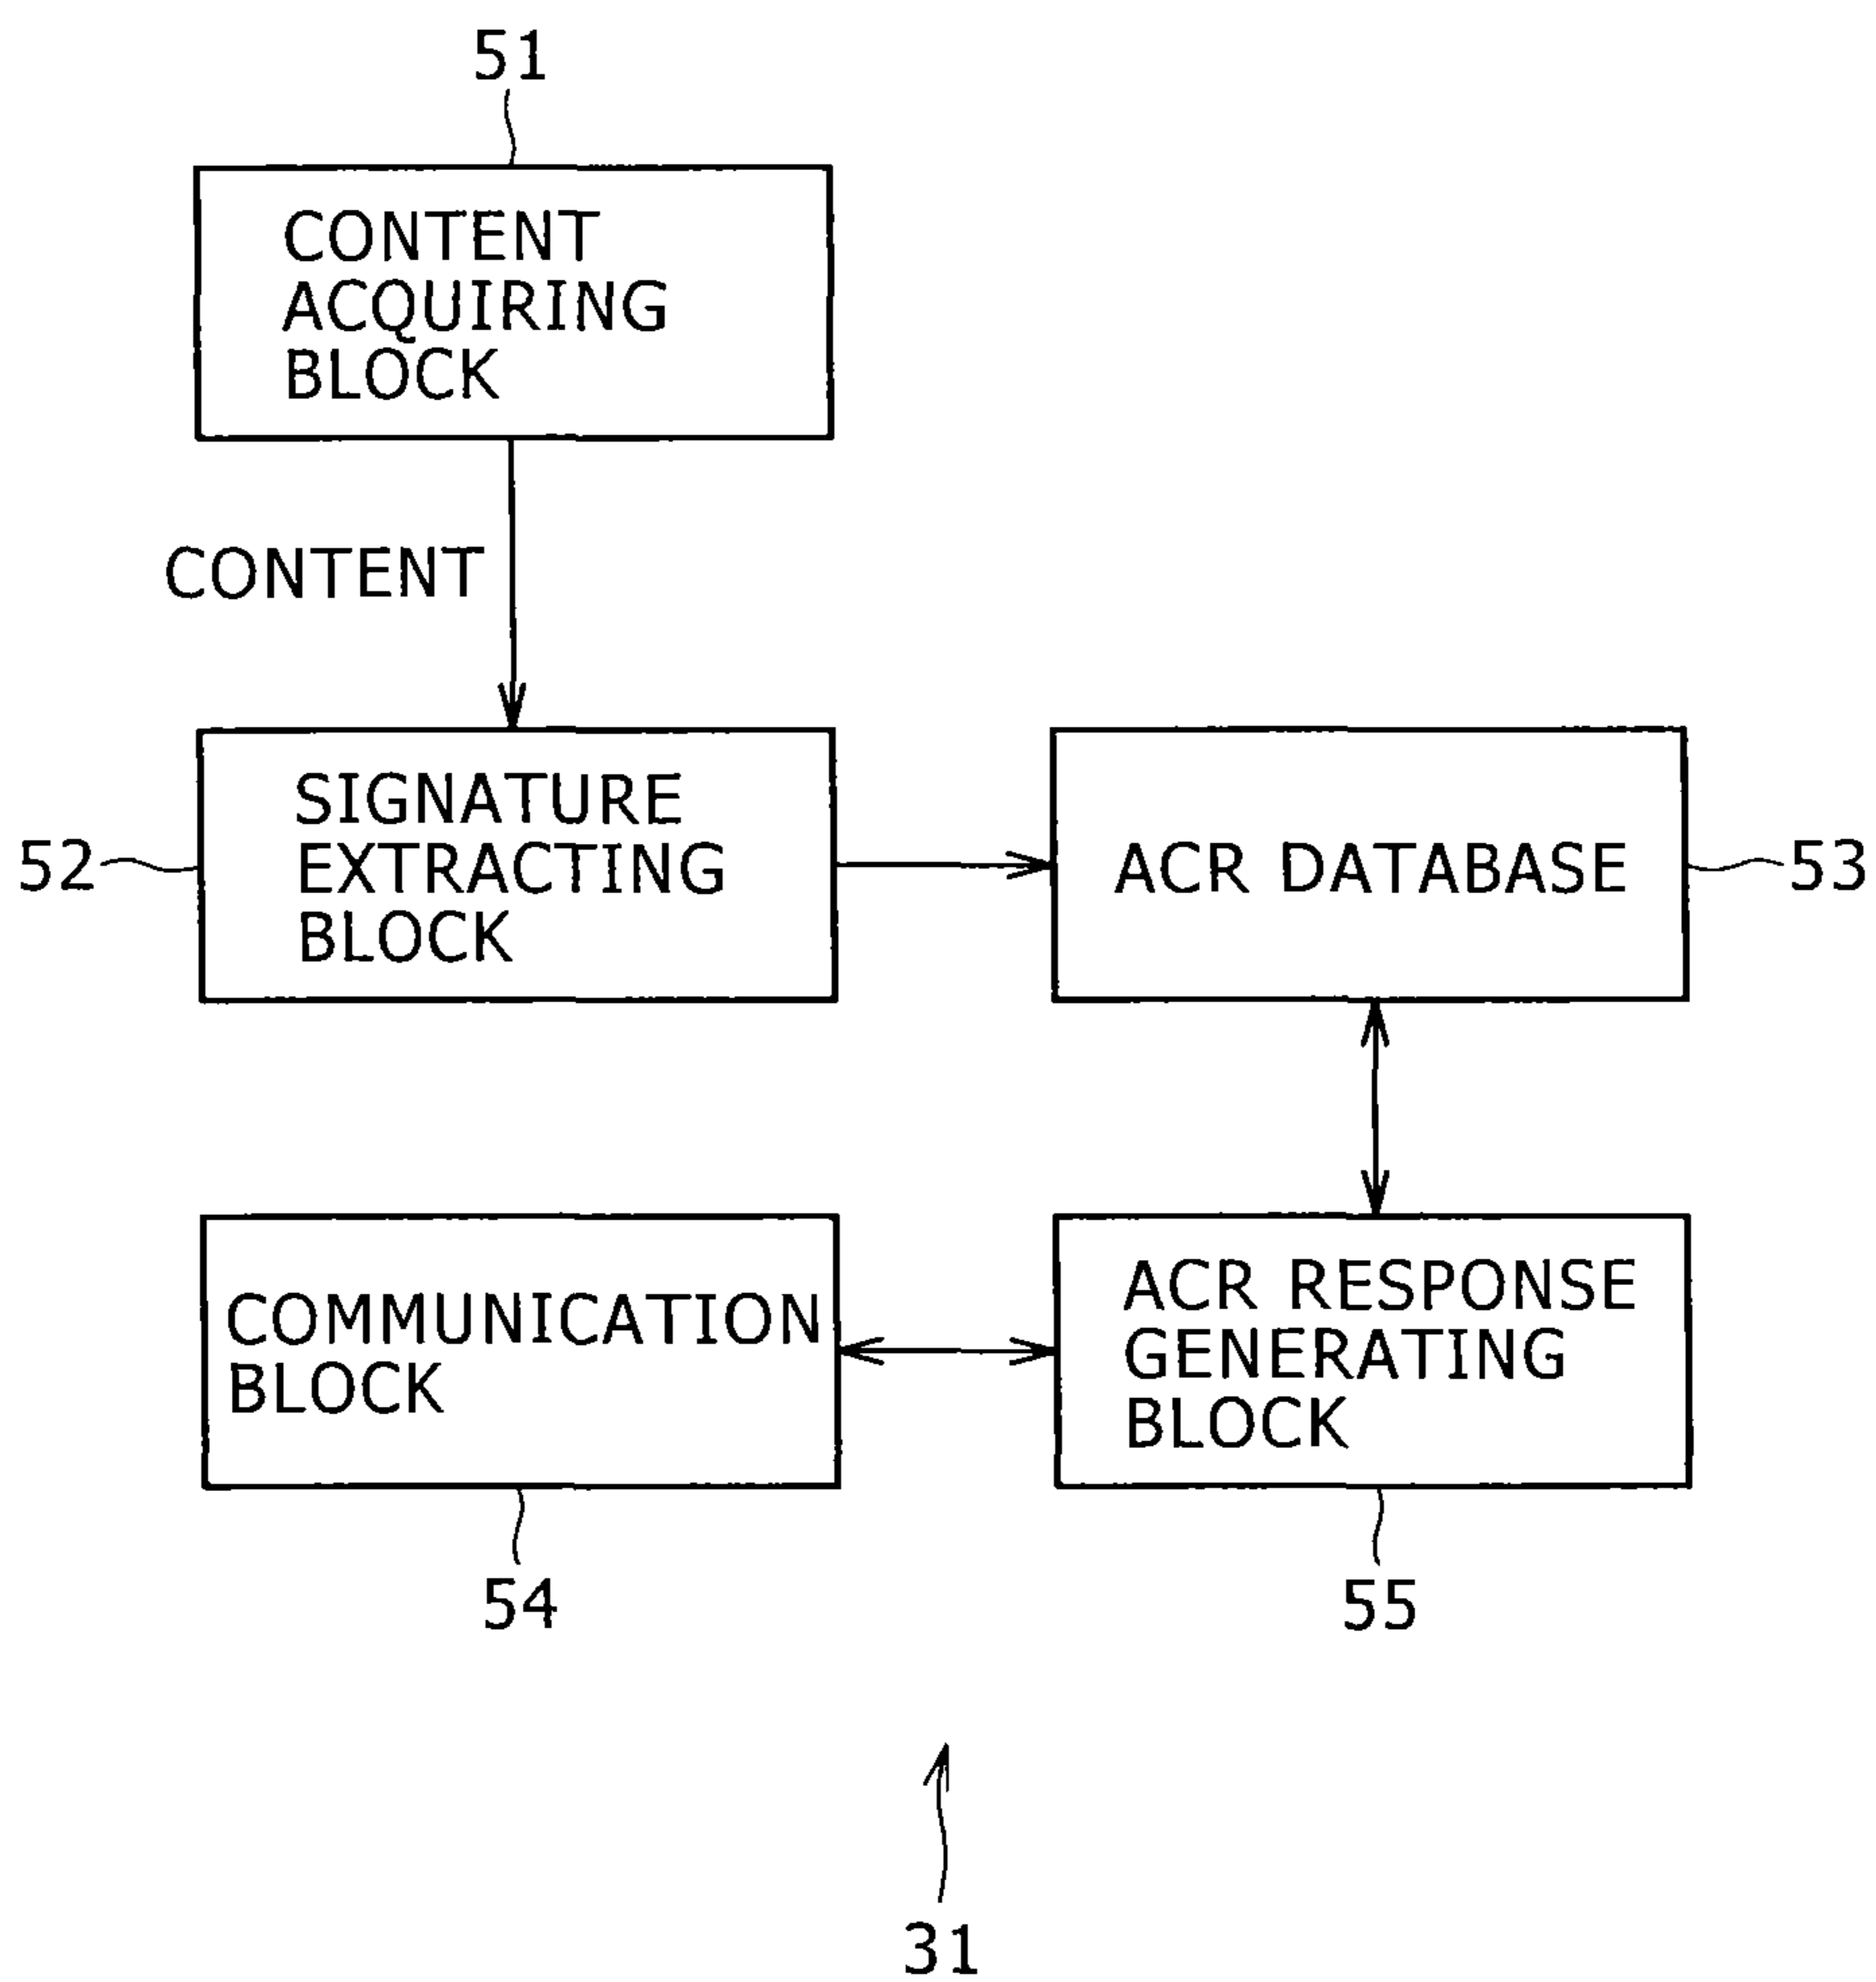 51
CONTENT
ACQUIRING
BLOCK
CONTENT
SIGNATURE
EXTRACTING
BLOCK
52
ACR DATABASE
53
COMMUNICATION
BLOCK
54
ACR RESPONSE
GENERATING
BLOCK
55
31